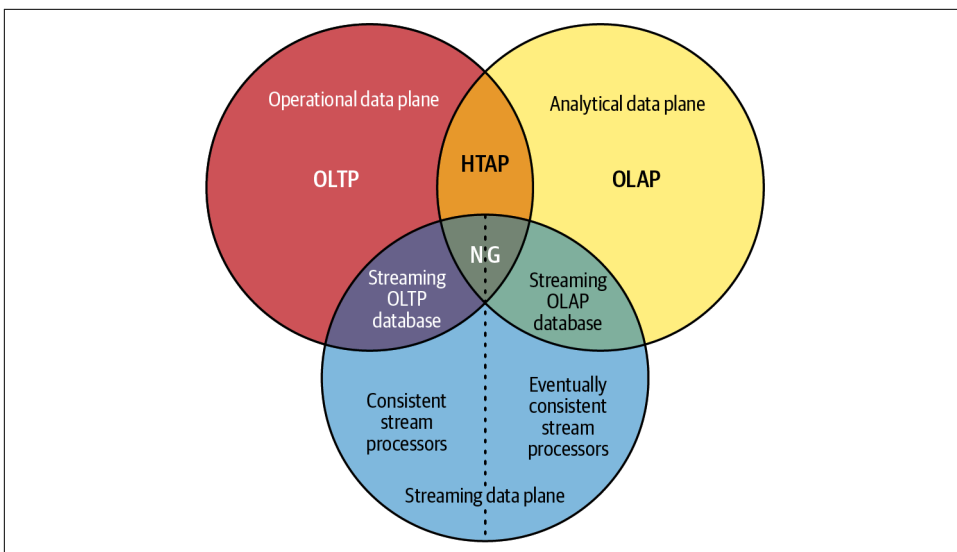 Operational data plane
Analytical data plane
HTAP
OLTP
OLAP
NG
Streaming
OLTP
database
Streaming
OLAP
database
Consistent
stream
processors
Eventually
consistent
stream
processors
Streaming data plane